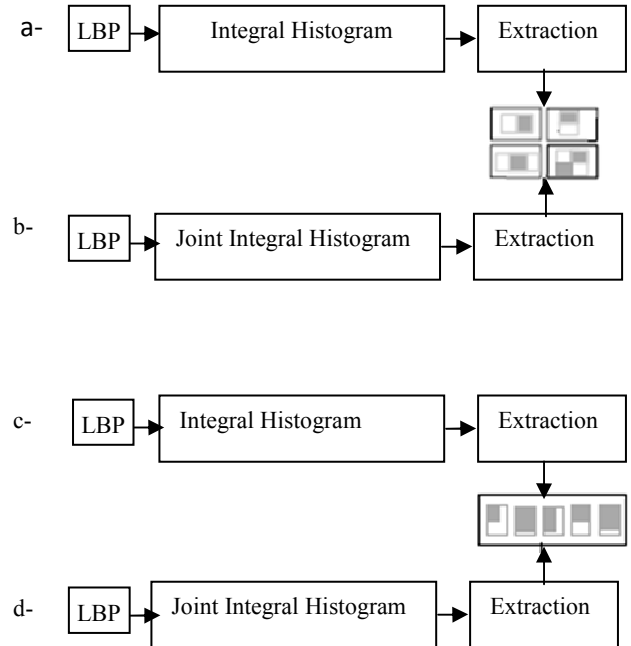 a- LBP Integral Histogram Extraction
b- LBP Joint Integral Histogram Extraction
c- LBP Integral Histogram Extraction
d- LBP Joint Integral Histogram Extraction